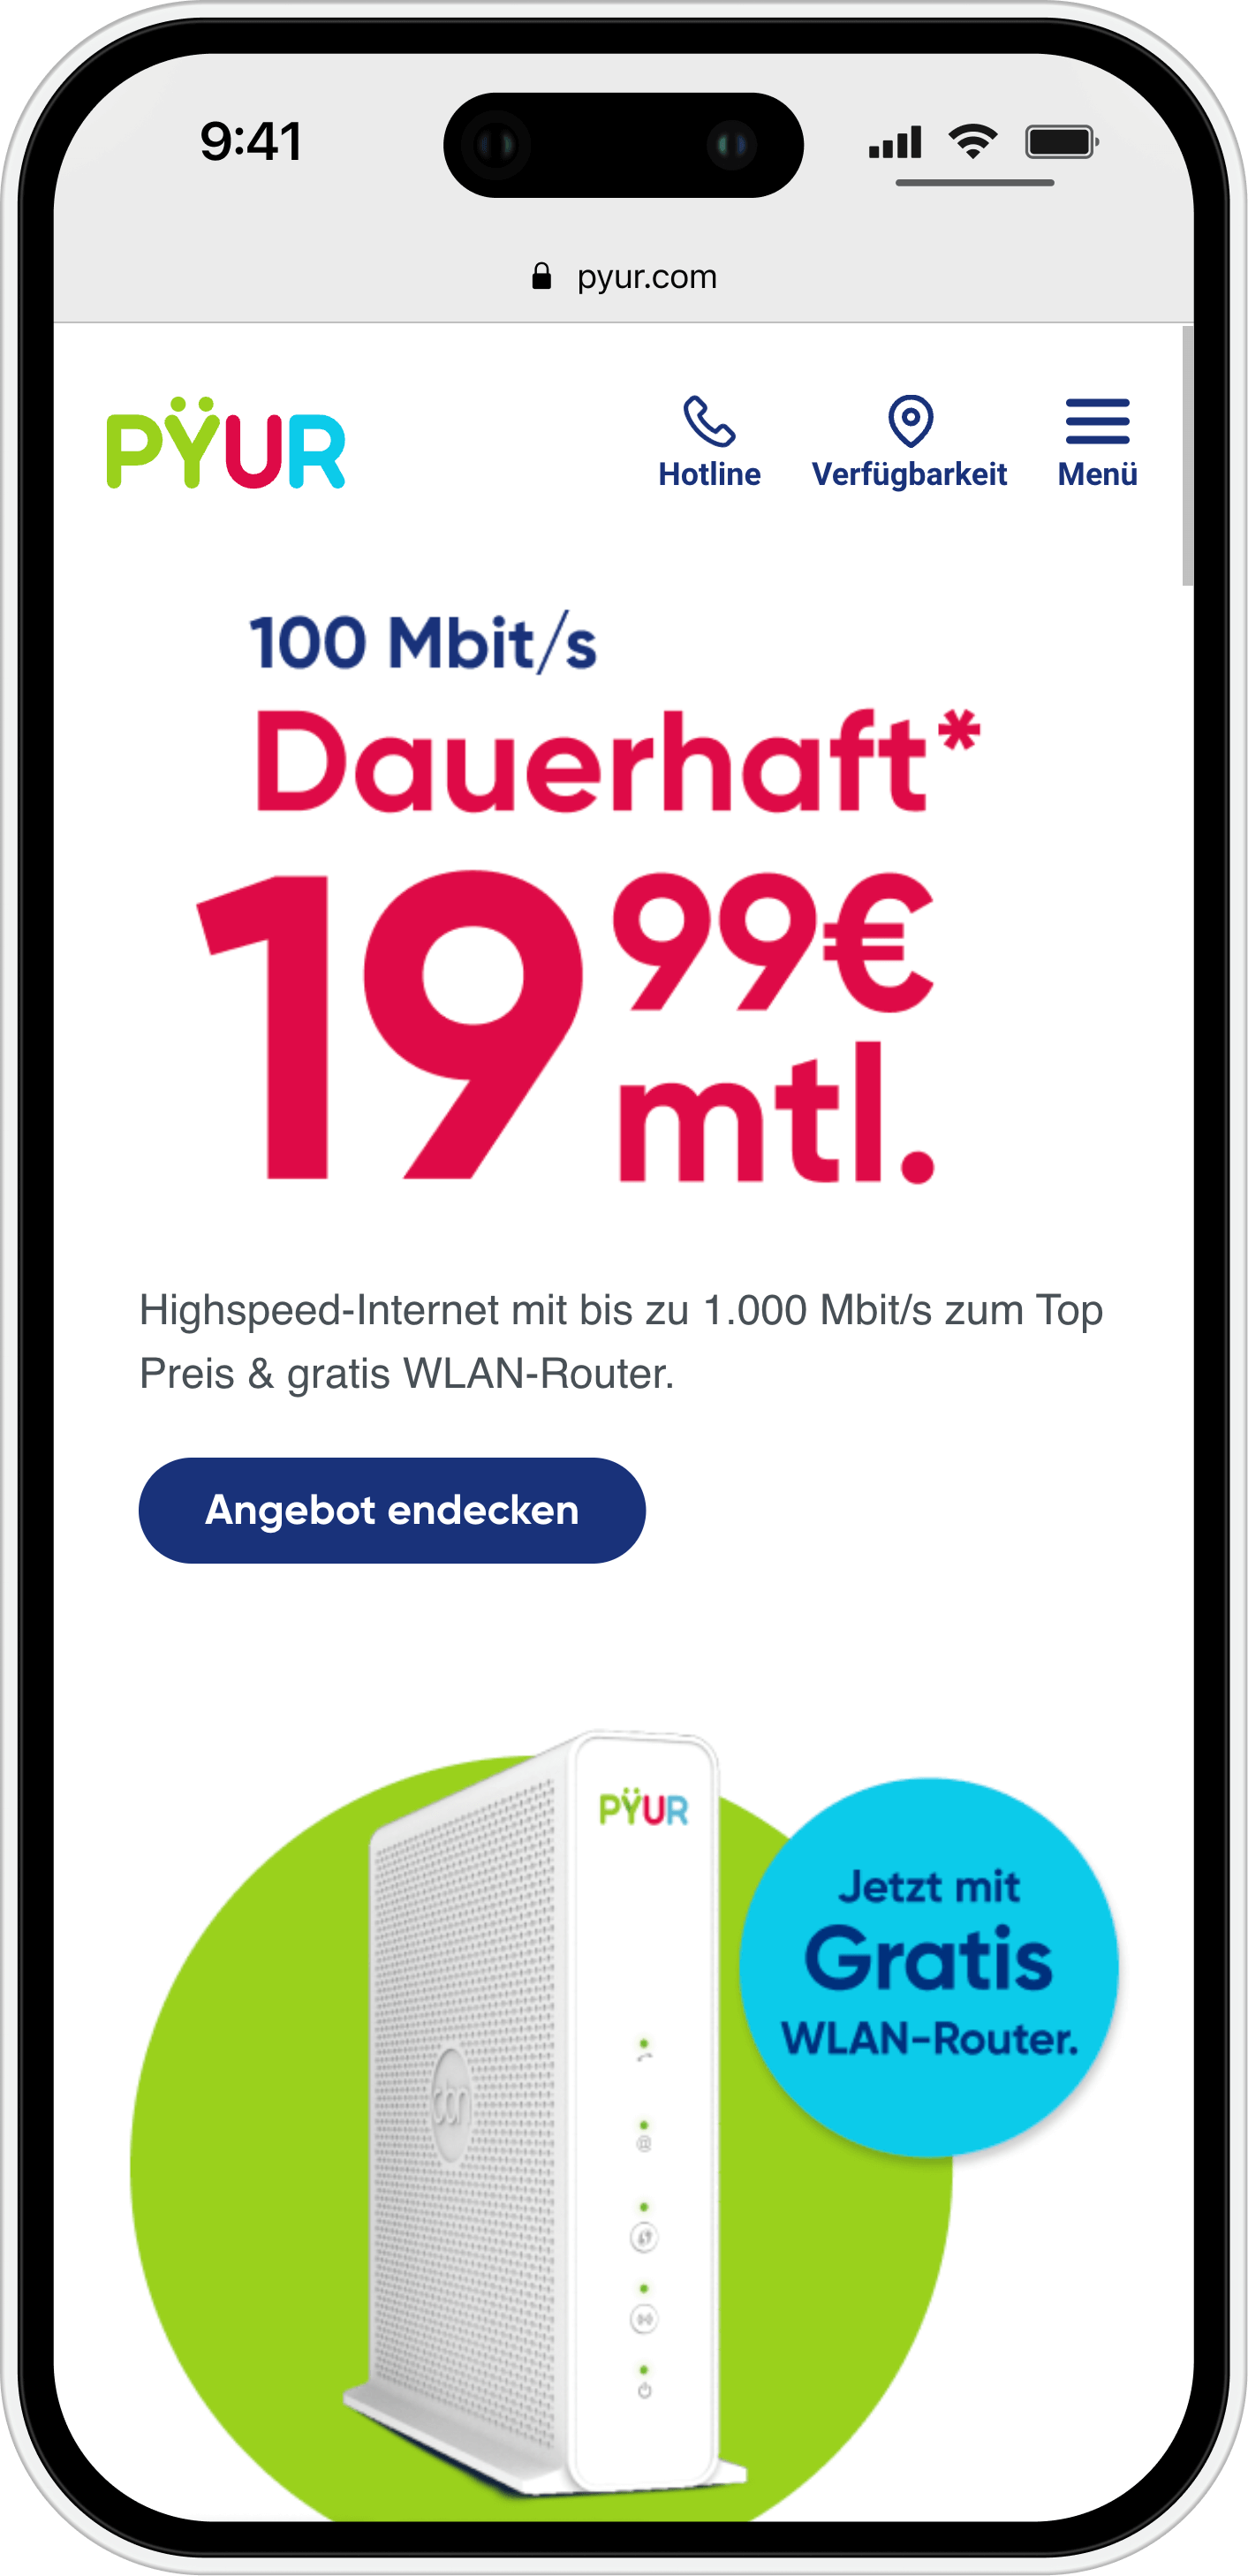 9:41
pyur.com
PŸUR
Hotline
Verfügbarkeit
Menü
100 Mbit/s
Dauerhaft*
19 99€
mtl.
Highspeed-Internet mit bis zu 1.000 Mbit/s zum Top
Preis & gratis WLAN-Router.
Angebot endecken
PŸUR
Jetzt mit
Gratis
WLAN-Router.
cbn